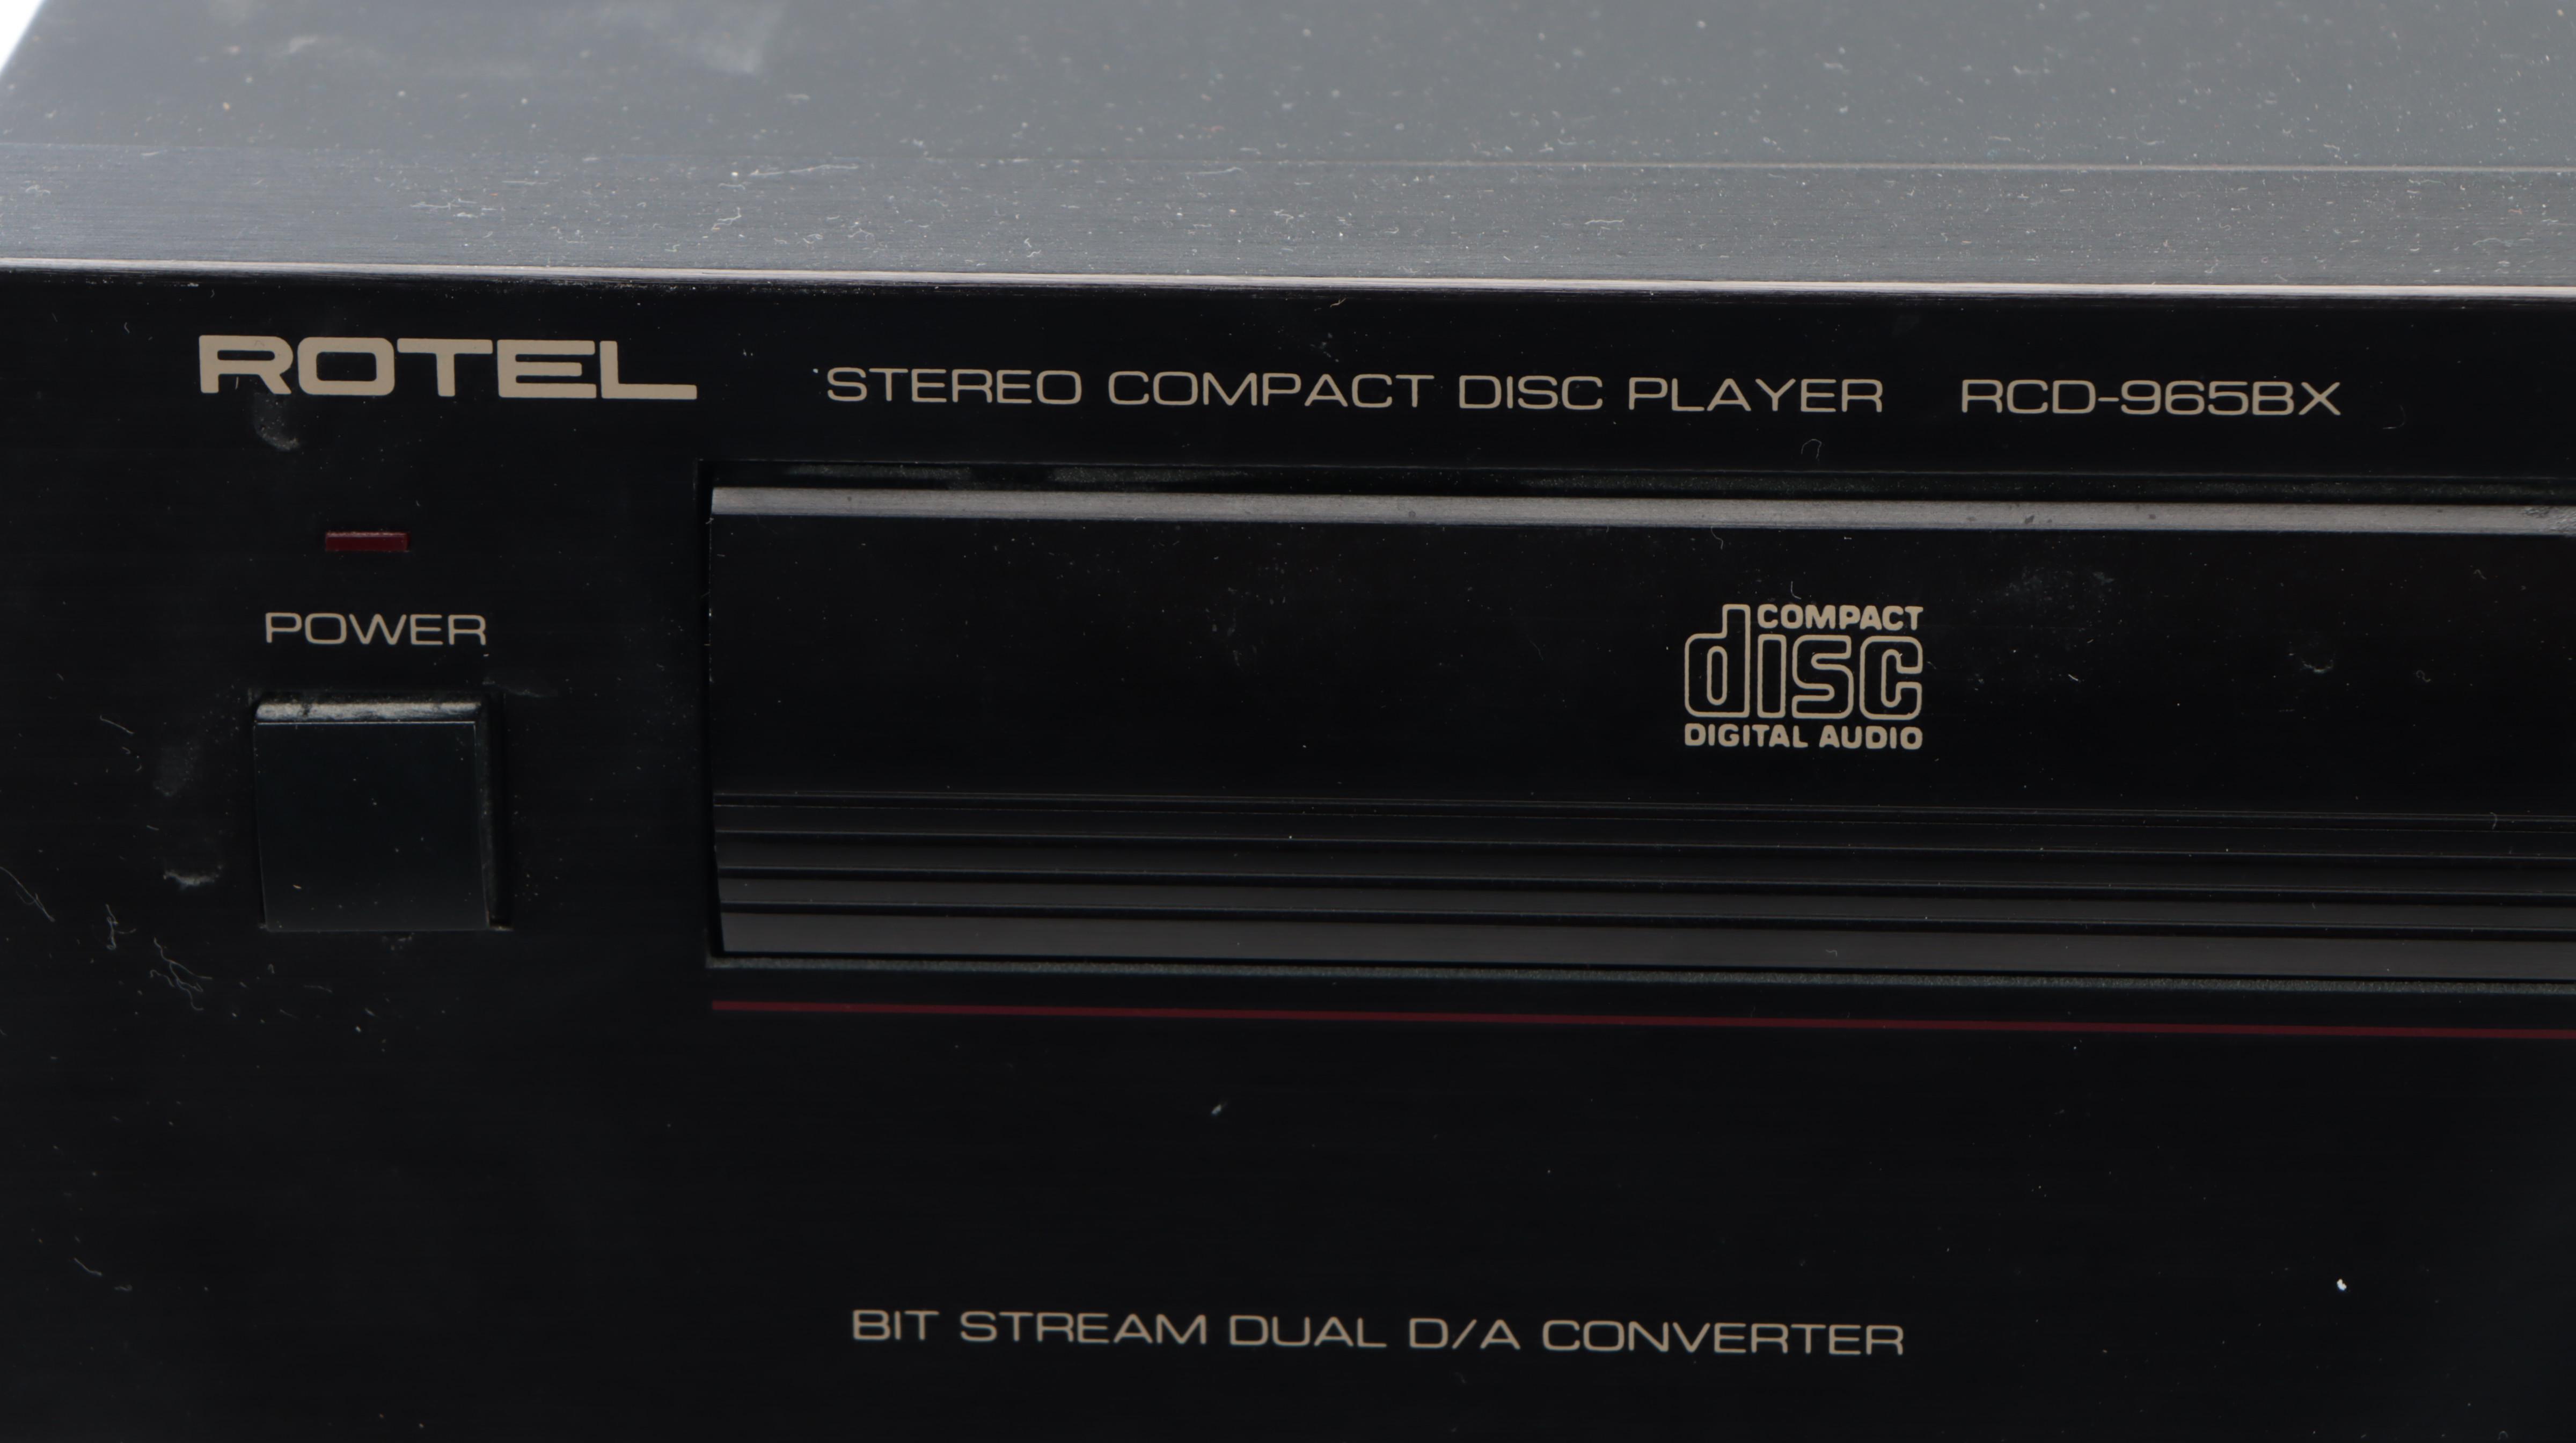 ROTEL STEREO COMPACT DISC PLAYER RCD-965BX
POWER
COMPACT
disc
DIGITAL AUDIO
BIT STREAM DUAL D/A CONVERTER